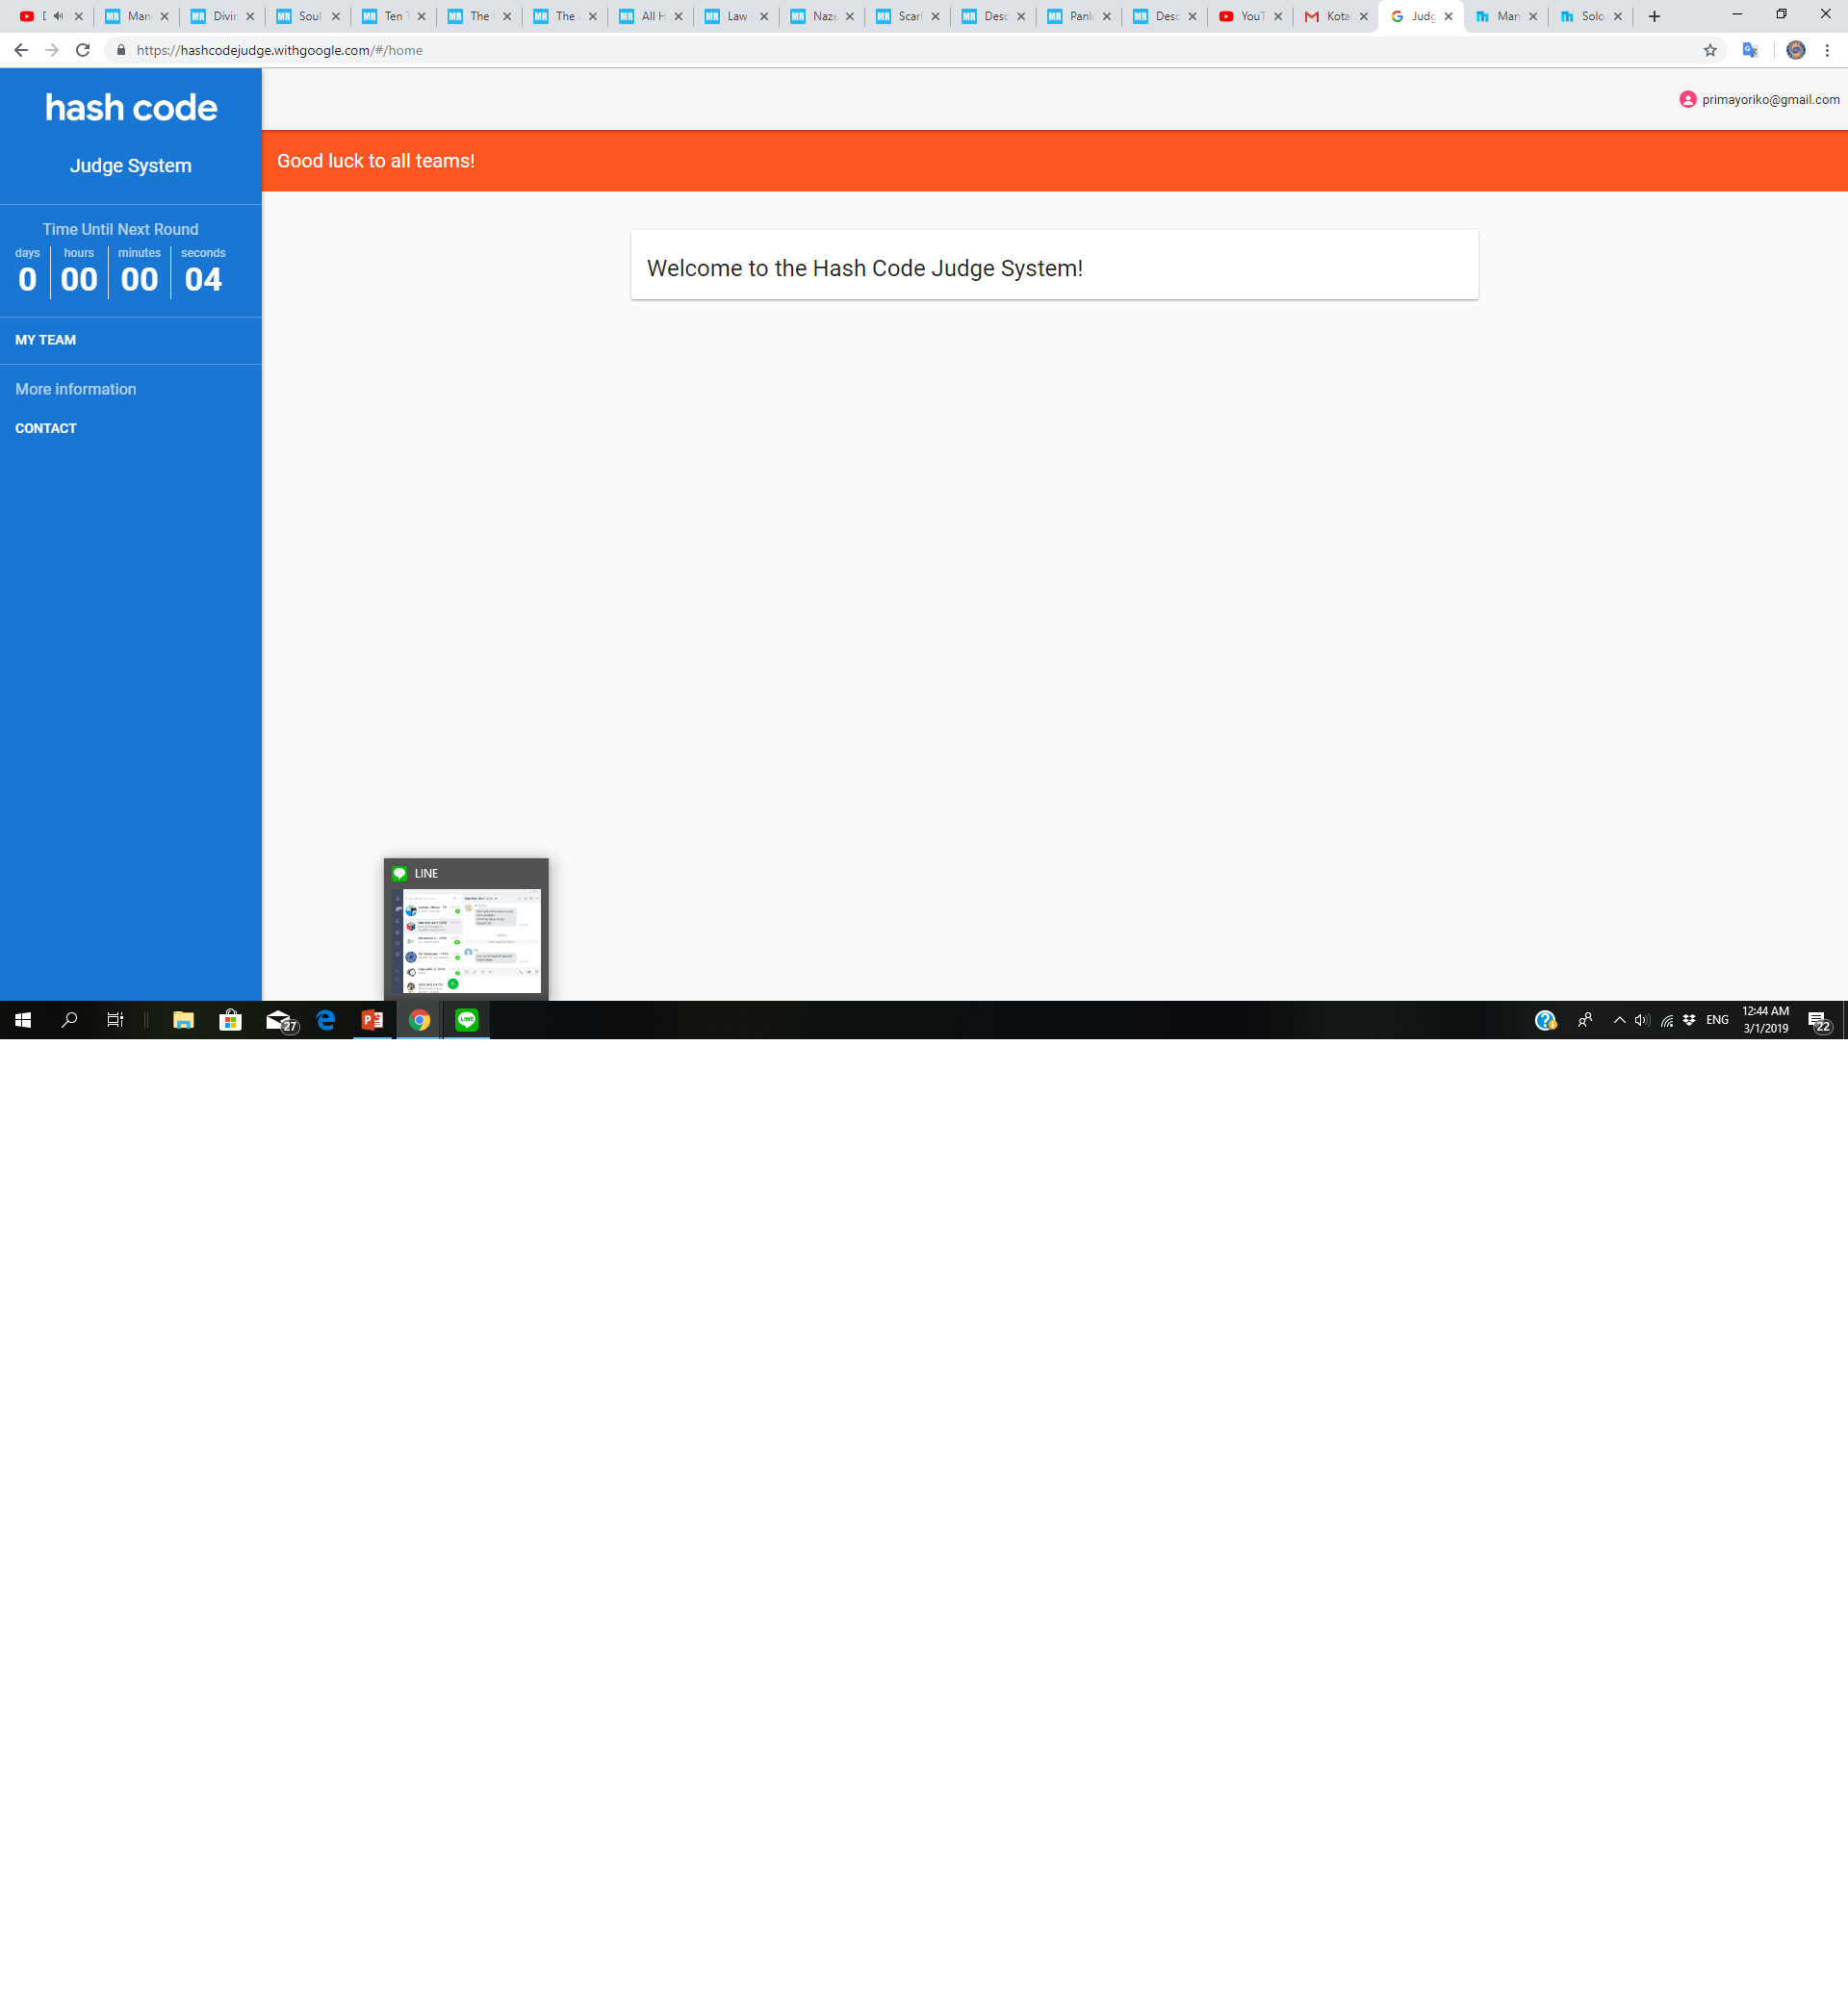 Man
Divin
Soul
Ten
The
The
All H
Law
Naze
Scarl
Desc
Desc
YouT
Kota
Judg
Man
Solo
https://hashcodejudge.withgoogle.com/#/home
hash code
primayoriko@gmail.com
Judge System
Good luck to all teams!
Time Until Next Round
days hours minutes seconds
0 00 00 04
Welcome to the Hash Code Judge System!
MY TEAM
More information
CONTACT
LINE
27
ENG
12:44 AM
3/1/2019
22